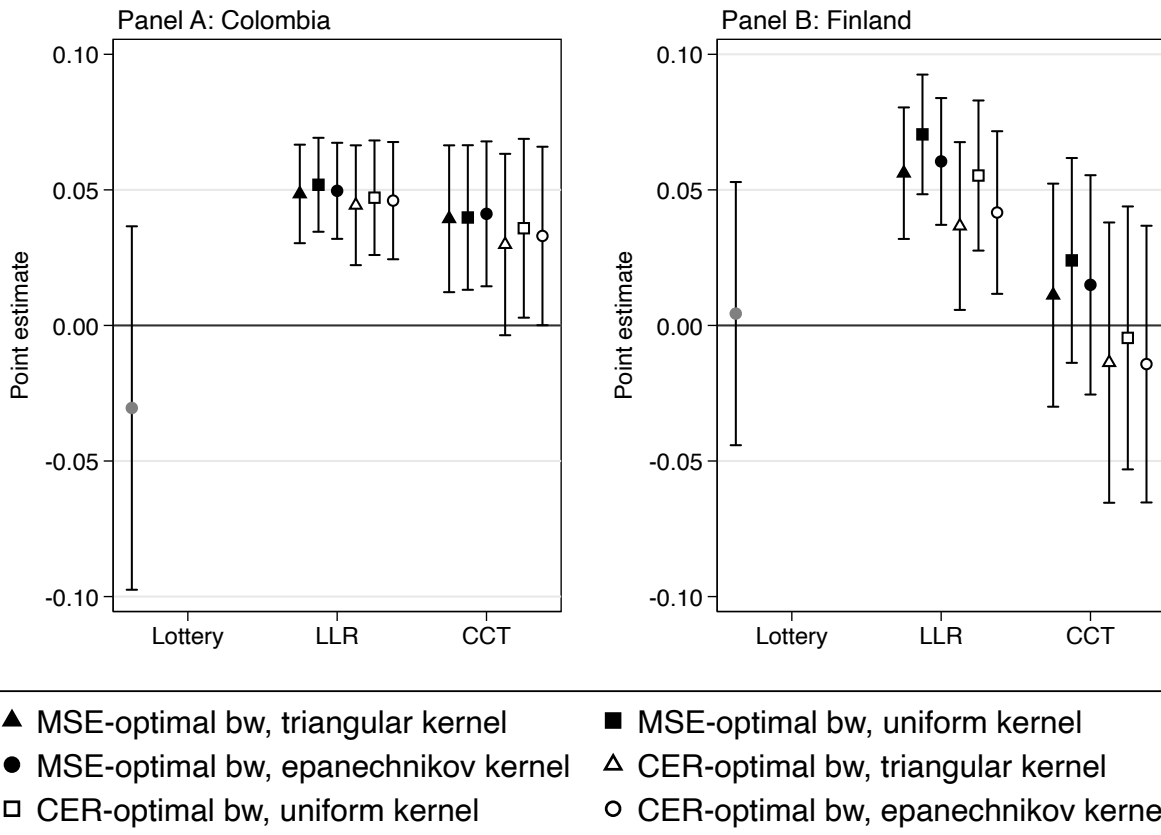 Panel A: Colombia
Panel B: Finland
Point estimate
0.10
0.05
0.00
-0.05
-0.10
Lottery LLR CCT
Point estimate
0.10
0.05
0.00
-0.05
-0.10
Lottery LLR CCT
MSE-optimal bw, triangular kernel
MSE-optimal bw, uniform kernel
MSE-optimal bw, epanechnikov kernel
CER-optimal bw, triangular kernel
CER-optimal bw, uniform kernel
CER-optimal bw, epanechnikov kerne